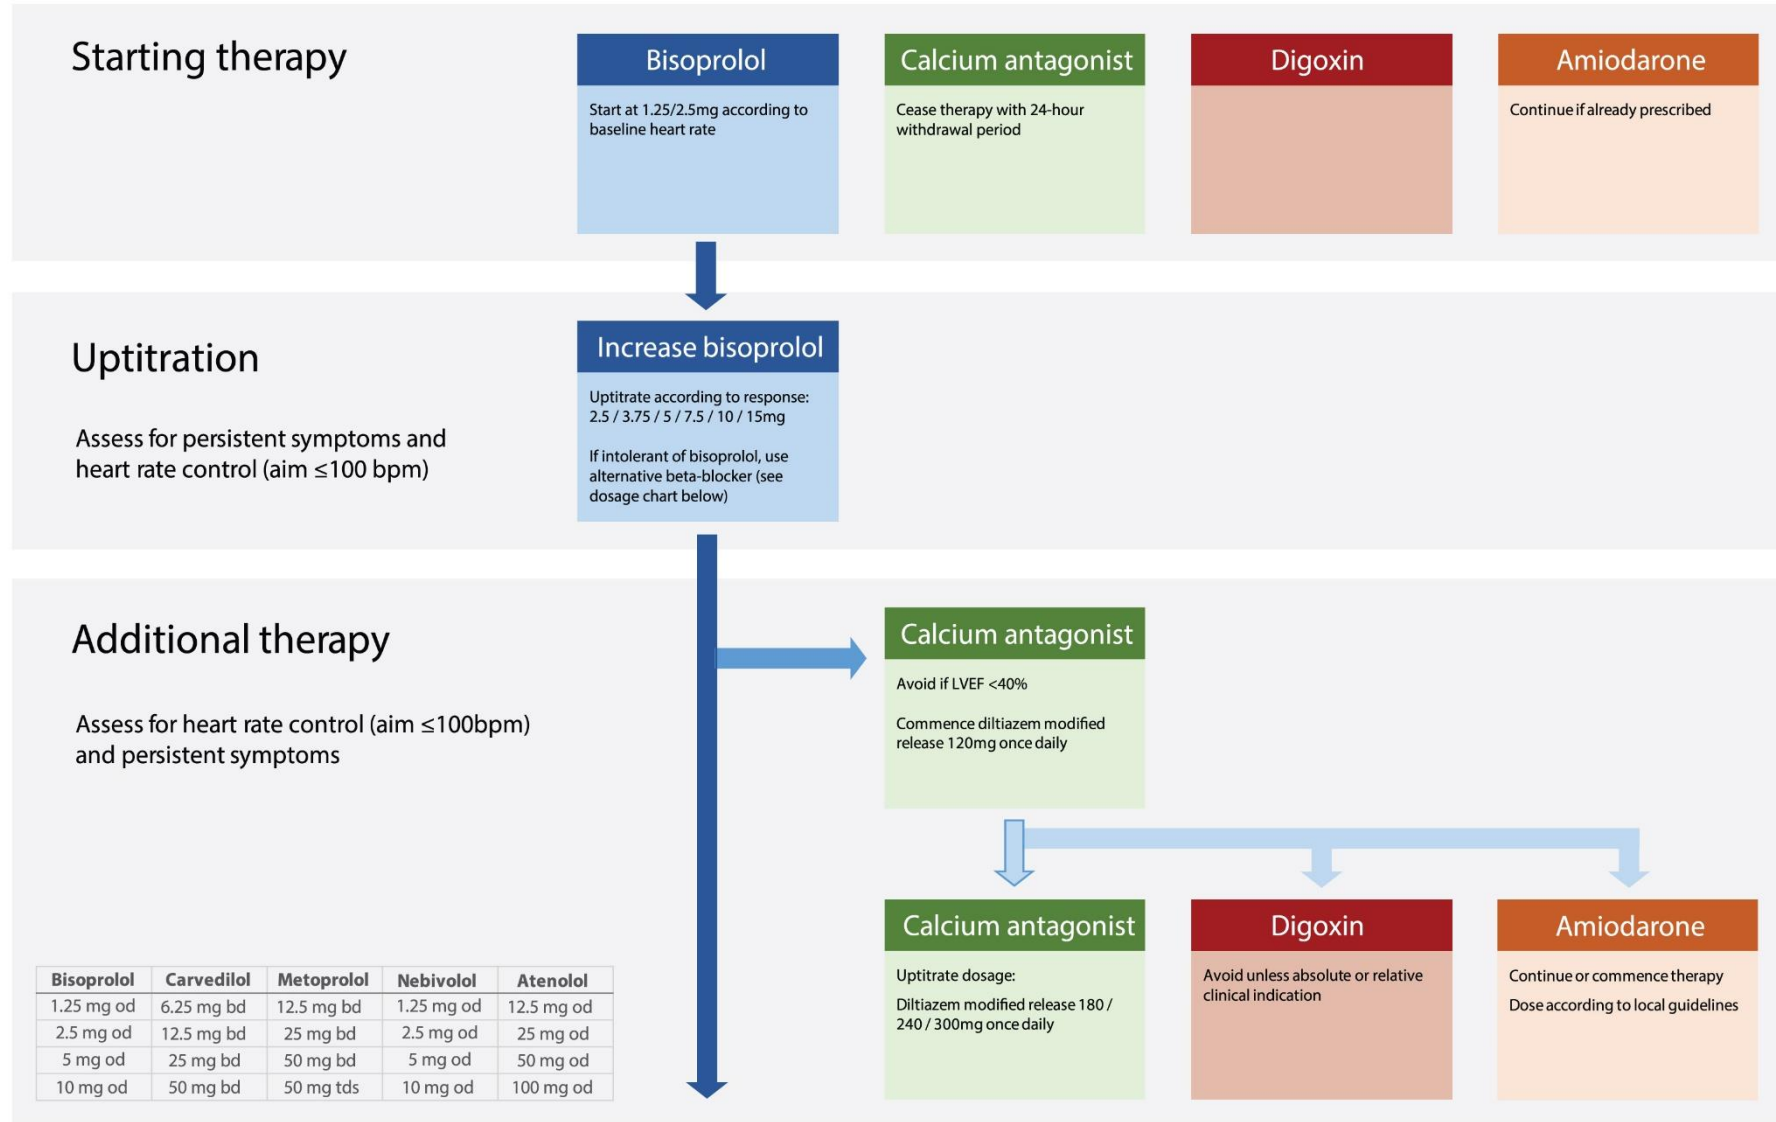 Starting therapy
Bisoprolol
Start at 1.25/2.5mg according to
baseline heart rate
Calcium antagonist
Cease therapy with 24-hour
withdrawal period
Digoxin
Amiodarone
Continue if already prescribed
Uptitration
Assess for persistent symptoms and
heart rate control (aim ≤100 bpm)
Increase bisoprolol
Uptitrate according to response:
2.5 / 3.75 / 5 / 7.5 / 10 / 15mg
If intolerant of bisoprolol, use
alternative beta-blocker (see
dosage chart below)
Additional therapy
Assess for heart rate control (aim ≤100bpm)
and persistent symptoms
Calcium antagonist
Avoid if LVEF <40%
Commence diltiazem modified
release 120mg once daily
Calcium antagonist
Uptitrate dosage:
Diltiazem modified release 180 /
240 / 300mg once daily
Digoxin
Avoid unless absolute or relative
clinical indication
Amiodarone
Continue or commence therapy
Dose according to local guidelines
Bisoprolol Carvedilol Metoprolol Nebivolol Atenolol
1.25 mg od 6.25 mg bd 12.5 mg bd 1.25 mg od 12.5 mg od
2.5 mg od 12.5 mg bd 25 mg bd 2.5 mg od 25 mg od
5 mg od 25 mg bd 50 mg bd 5 mg od 50 mg od
10 mg od 50 mg bd 50 mg tds 10 mg od 100 mg od